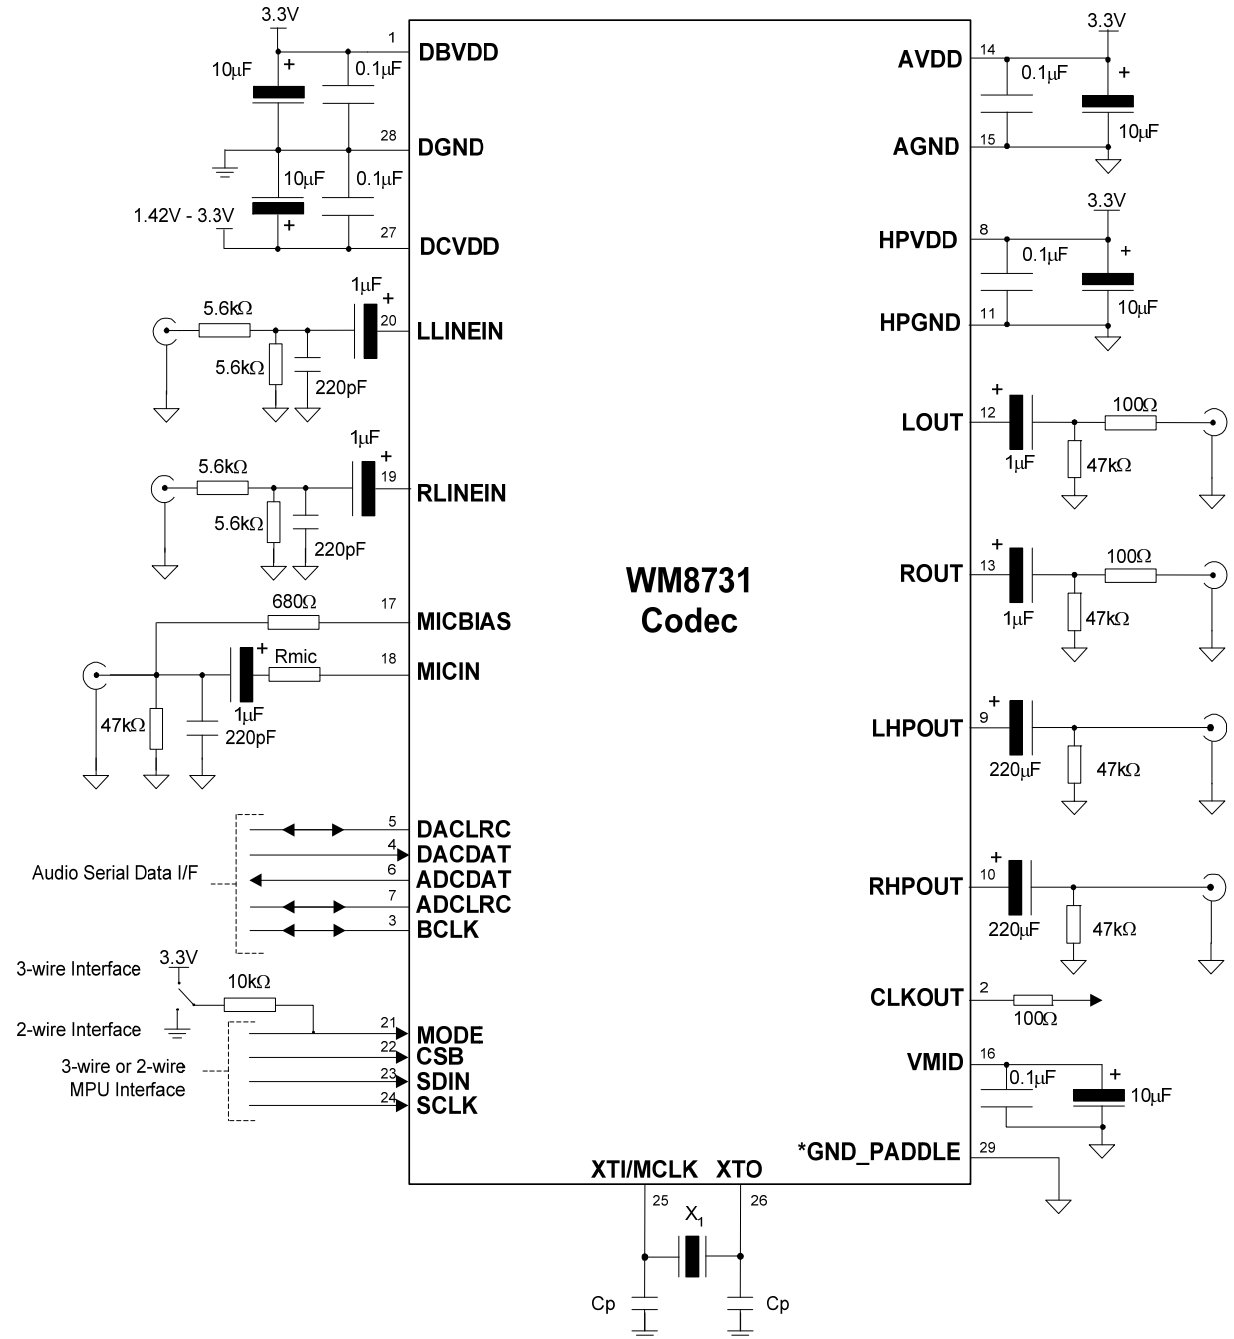 3.3V
1
DBVDD
10µF
+
0.1µF
28
DGND
10µF
0.1µF
1.42V - 3.3V
+
27
DCVDD
1µF
+
5.6kΩ
20
LLINEIN
5.6kΩ
220pF
1µF
+
5.6kΩ
19
RLINEIN
5.6kΩ
220pF
680Ω
17
MICBIAS
+
Rmic
18
MICIN
47kΩ
1µF
220pF
5
DACLRC
4
DACDAT
Audio Serial Data I/F
6
ADCDAT
7
ADCLRC
3
BCLK
3.3V
3-wire Interface
10kΩ
2-wire Interface
21
MODE
22
CSB
3-wire or 2-wire
MPU Interface
23
SDIN
24
SCLK
WM8731
Codec
3.3V
AVDD
14
0.1µF
+
10µF
AGND
15
3.3V
HPVDD
8
0.1µF
+
10µF
HPGND
11
+
100Ω
LOUT
12
1µF
47kΩ
+
100Ω
ROUT
13
1µF
47kΩ
+
LHPOUT
9
220µF
47kΩ
+
RHPOUT
10
220µF
47kΩ
CLKOUT
2
100Ω
VMID
16
0.1µF
+
10µF
*GND_PADDLE
29
XTI/MCLK
XTO
25
26
X1
Cp
Cp